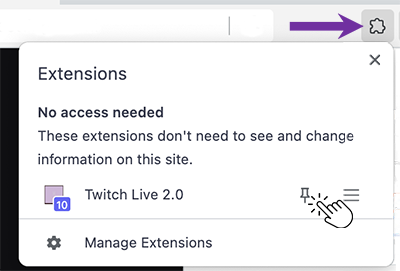 Extensions
No access needed
These extensions don't need to see and change
information on this site.
Twitch Live 2.0
10
Manage Extensions